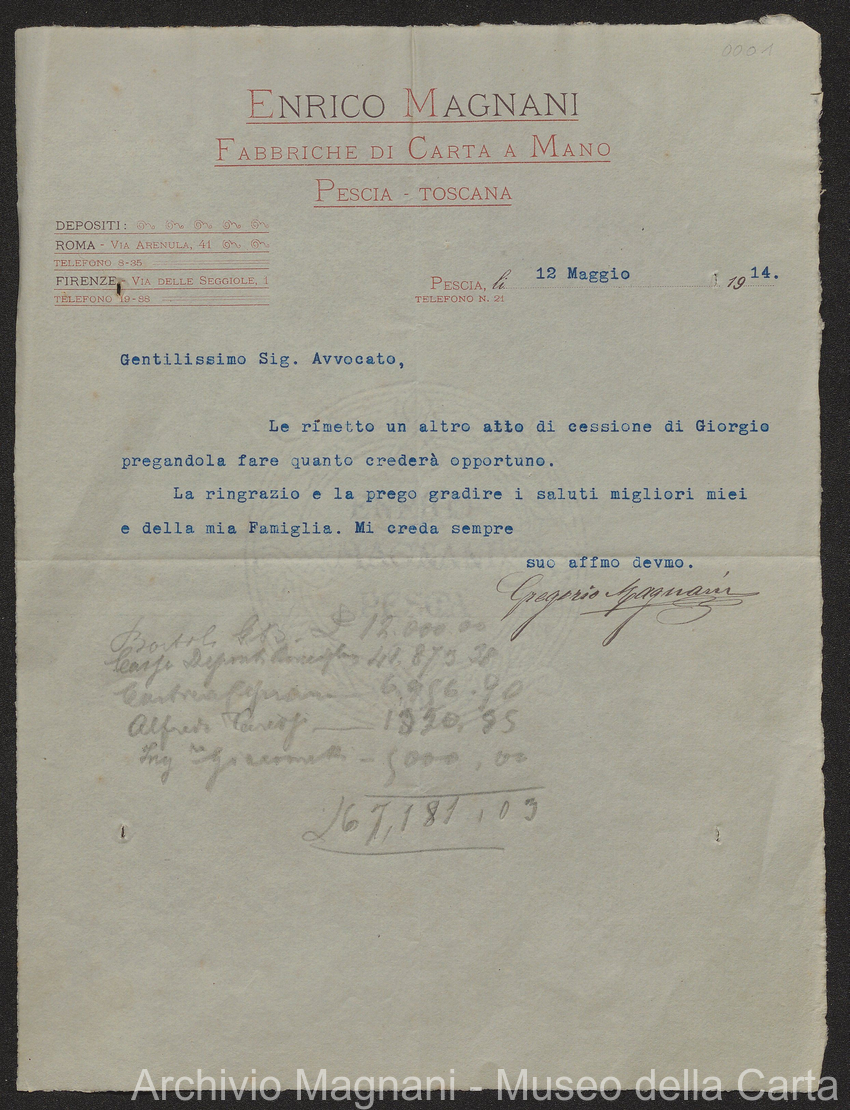 0001
ENRICO MAGNANI
FABBRICHE DI CARTA A MANO
PESCIA - TOSCANA
DEPOSITI:
ROMA - VIA ARENULA, 41
TELEFONO 8-35
FIRENZE - VIA DELLE SEGGIOLE, 1
TELEFONO 19-88
PESCIA, li 12 Maggio 1914.
TELEFONO N. 21
Gentilissimo Sig. Avvocato,
Le rimetto un altro atto di cessione di Giorgio
pregandola fare quanto crederà opportuno.
La ringrazio e la prego gradire i saluti migliori miei
e della mia Famiglia. Mi creda sempre
suo affmo devmo.
Gregorio Magnani
£ 12.000.00
Cassa Depositi
Alfredo
Ing
5000,00
£ 67,181,03
Archivio Magnani - Museo della Carta